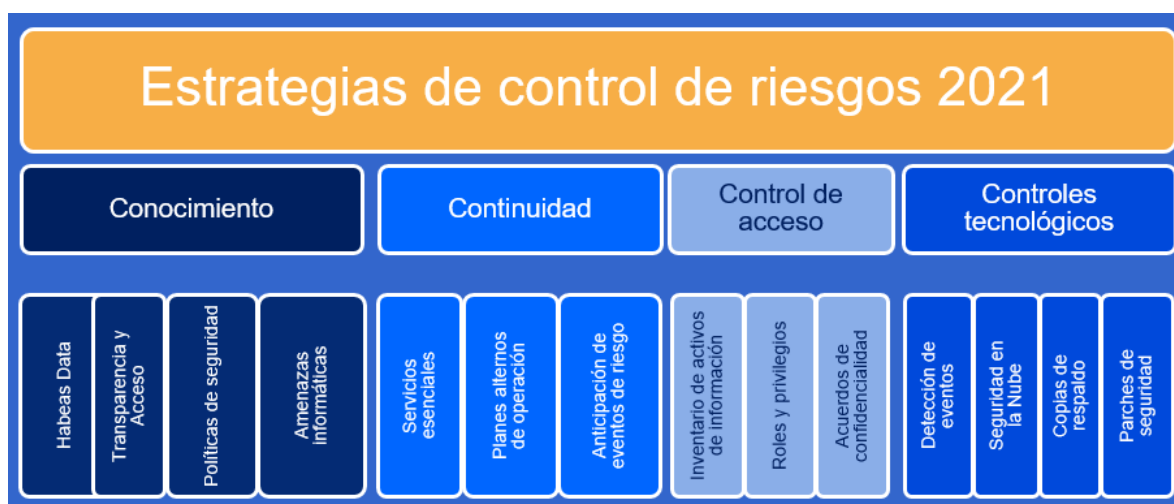 Estrategias de control de riesgos 2021
Conocimiento
Continuidad
Control de
acceso
Controles
tecnológicos
Habeas Data
Transparencia y
Acceso
Políticas de seguridad
Amenazas
informáticas
Servicios
esenciales
Planes alternos
de operación
Anticipación de
eventos de riesgo
Inventario de activos
de información
Roles y privilegios
Acuerdos de
confidencialidad
Detección de
eventos
Seguridad en
la Nube
Copias de
respaldo
Parches de
seguridad